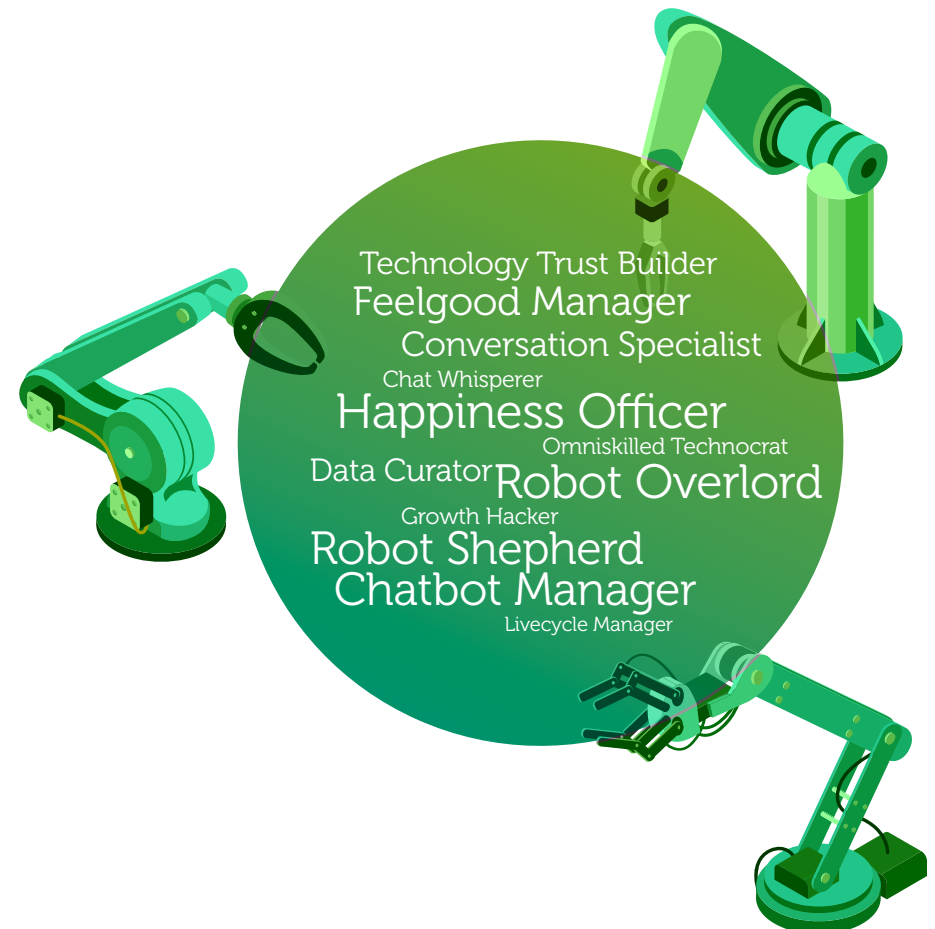 Technology Trust Builder
Feelgood Manager
Conversation Specialist
Chat Whisperer
Happiness Officer
Omniskilled Technocrat
Data Curator
Robot Overlord
Growth Hacker
Robot Shepherd
Chatbot Manager
Livecycle Manager